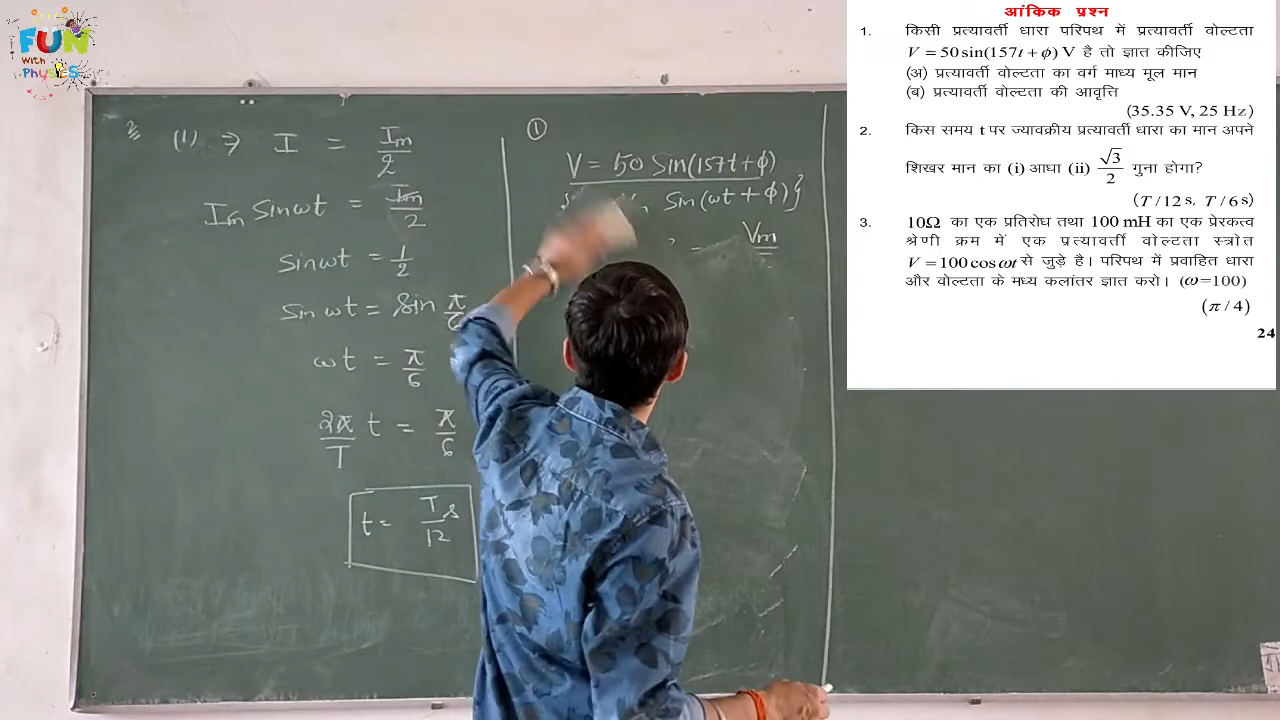 FUN
With
PhysiCS
आंकिक प्रश्न
1. किसी प्रत्यावर्ती धारा परिपथ में प्रत्यावर्ती वोल्टता
V = 50 sin(157t + ϕ) V है तो ज्ञात कीजिए
(अ) प्रत्यावर्ती वोल्टता का वर्ग माध्य मूल मान
(ब) प्रत्यावर्ती वोल्टता की आवृत्ति
(35.35 V, 25 Hz)
2. किस समय t पर ज्यावक्रीय प्रत्यावर्ती धारा का मान अपने
शिखर मान का (i) आधा (ii) √3/2 गुना होगा?
(T/12 s, T/6 s)
3. 10Ω का एक प्रतिरोध तथा 100 mH का एक प्रेरकत्व
श्रेणी क्रम में एक प्रत्यावर्ती वोल्टता स्त्रोत
V = 100 cos ωt से जुड़े है। परिपथ में प्रवाहित धारा
और वोल्टता के मध्य कलांतर ज्ञात करो। (ω=100)
(π / 4)
24
(1) ⇒ I = Im/2
Im sinωt = Im/2
sinωt = 1/2
sin ωt = sin π/6
ωt = π/6
2π/T t = π/6
t = T/12 s
①
V = 50 Sin(157t + ϕ)
Sin(ωt + ϕ)}
= Vm